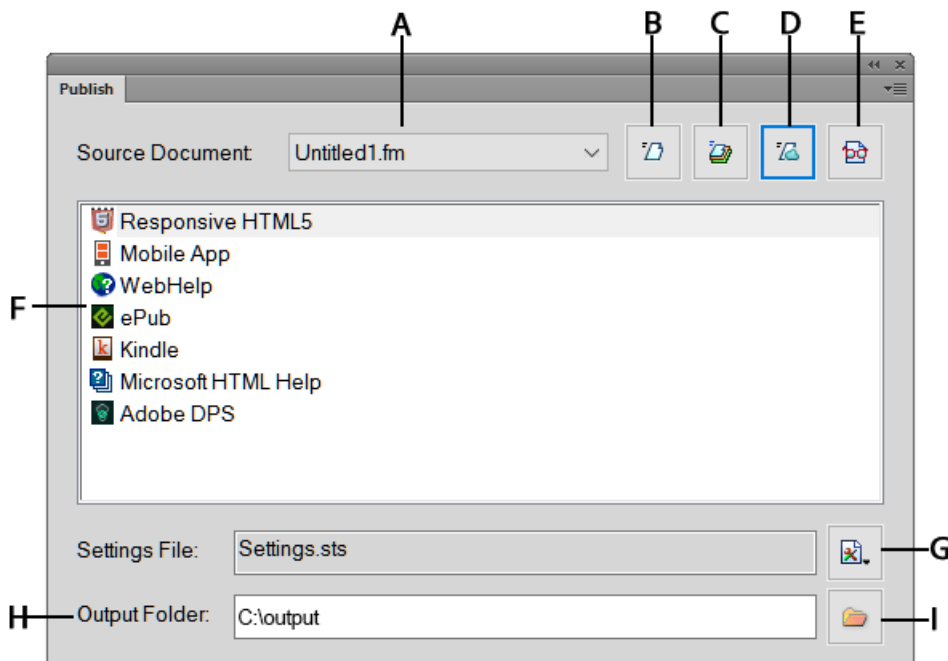 A B C D E
Publish
Source Document: Untitled1.fm
Responsive HTML5
Mobile App
WebHelp
F
ePub
Kindle
Microsoft HTML Help
Adobe DPS
Settings File: Settings.sts G
H Output Folder: C:\output I